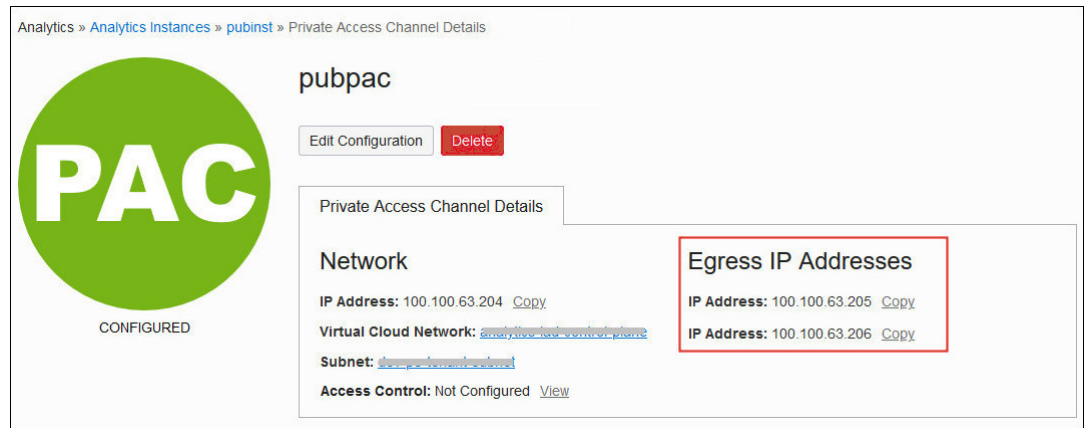 Analytics » Analytics Instances » pubinst » Private Access Channel Details
PAC
CONFIGURED
pubpac
Edit Configuration Delete
Private Access Channel Details
Network
IP Address: 100.100.63.204 Copy
Virtual Cloud Network:
Subnet:
Access Control: Not Configured View
Egress IP Addresses
IP Address: 100.100.63.205 Copy
IP Address: 100.100.63.206 Copy